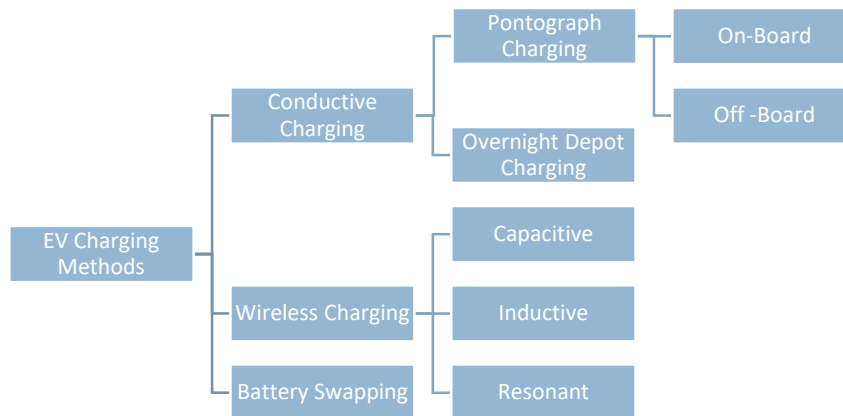 Pontograph
Charging
On-Board
Conductive
Charging
Off -Board
Overnight Depot
Charging
EV Charging
Methods
Capacitive
Wireless Charging
Inductive
Battery Swapping
Resonant